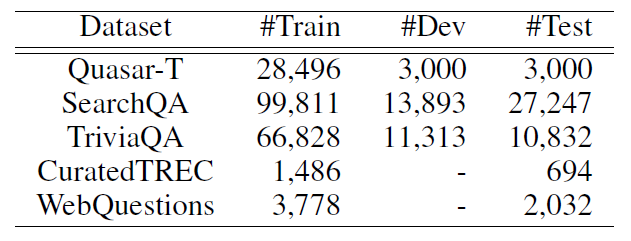 Dataset #Train #Dev #Test
Quasar-T 28,496 3,000 3,000
SearchQA 99,811 13,893 27,247
TriviaQA 66,828 11,313 10,832
CuratedTREC 1,486 - 694
WebQuestions 3,778 - 2,032